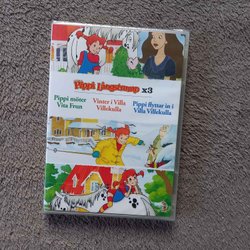 Pippi Långstrump x3
Pippi möter
Vita Frun
Vinter i Villa
Villekulla
Pippi flyttar in i
Villa Villekulla